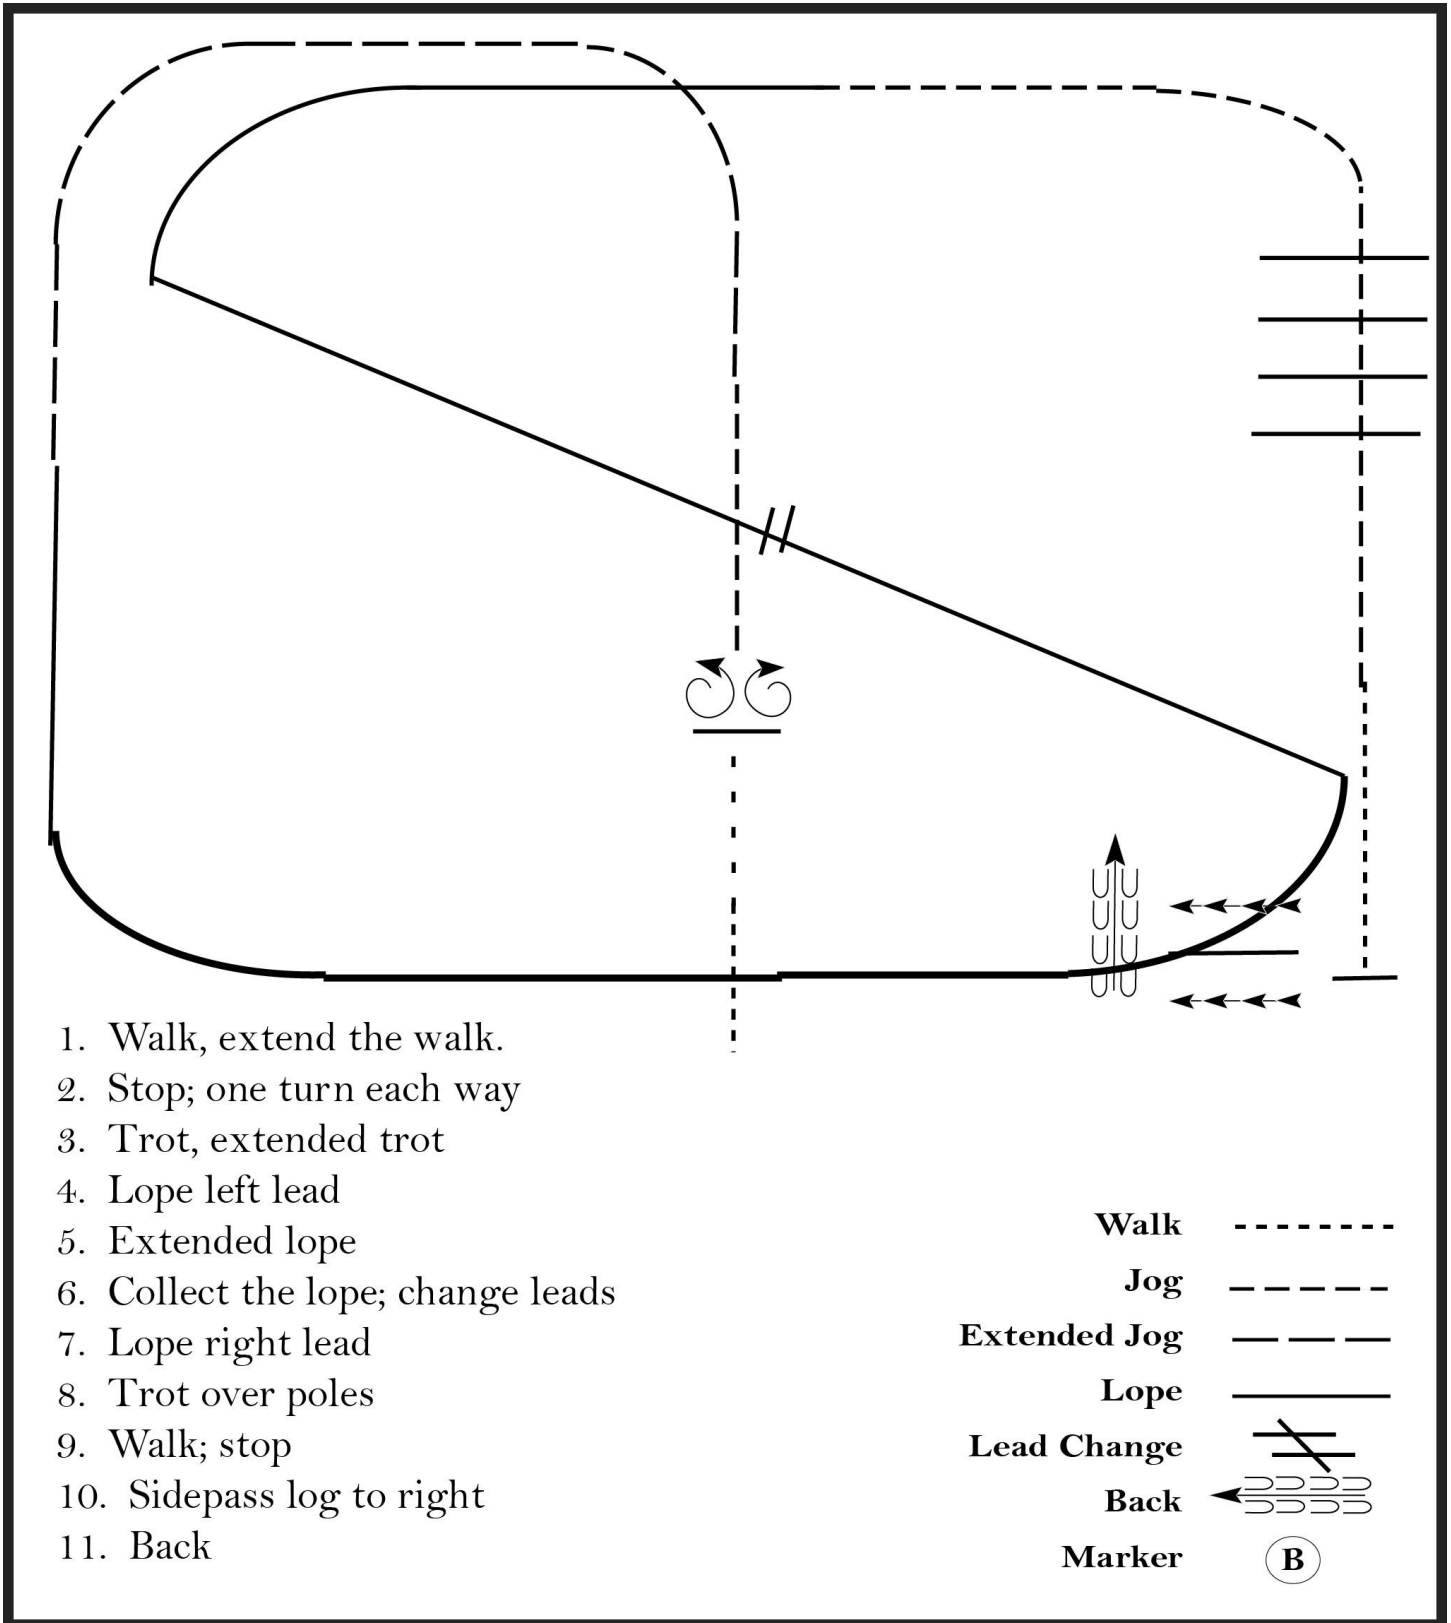 1. Walk, extend the walk.
2. Stop; one turn each way
3. Trot, extended trot
4. Lope left lead
5. Extended lope
6. Collect the lope; change leads
7. Lope right lead
8. Trot over poles
9. Walk; stop
10. Sidepass log to right
11. Back
Walk
Jog
Extended Jog
Lope
Lead Change
Back
Marker B